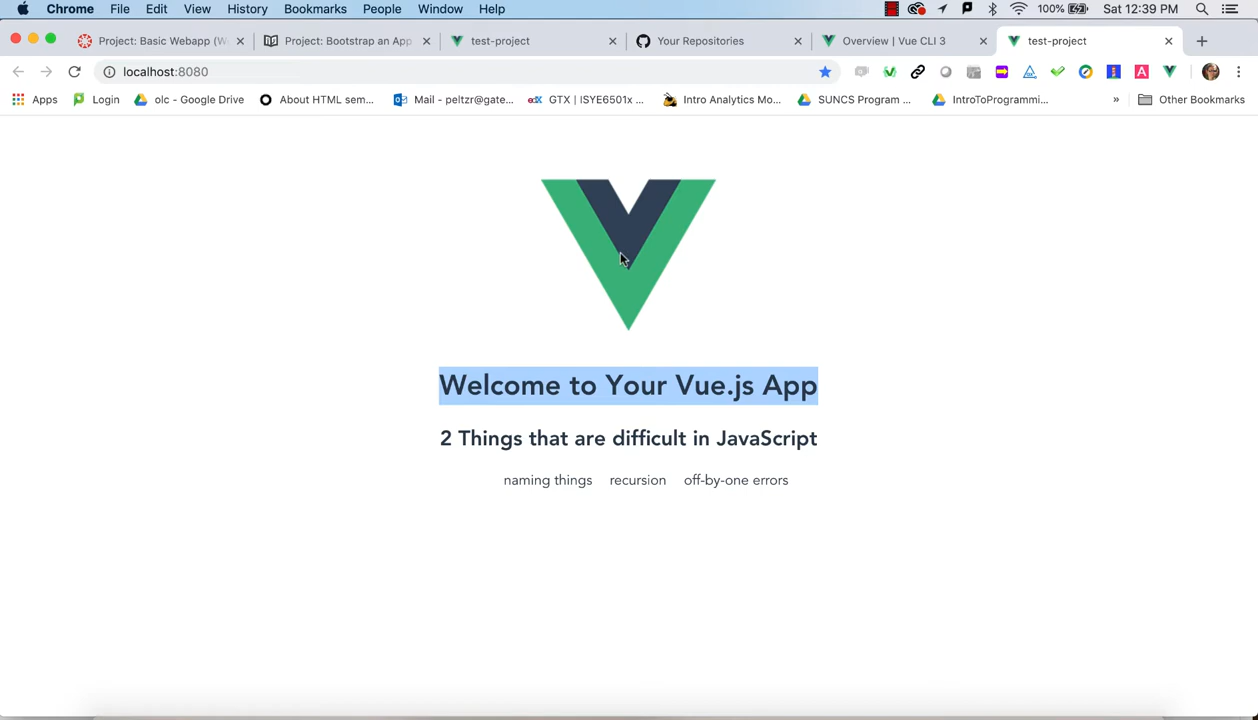 Chrome File Edit View History Bookmarks People Window Help 100% Sat 12:39 PM
Project: Basic Webapp (W Project: Bootstrap an App test-project Your Repositories Overview | Vue CLI 3 test-project
localhost:8080
Apps Login olc - Google Drive About HTML sem... Mail - peltzr@gate... GTX | ISYE6501x ... Intro Analytics Mo... SUNCS Program ... IntroToProgrammi... » Other Bookmarks
Welcome to Your Vue.js App
2 Things that are difficult in JavaScript
naming things recursion off-by-one errors